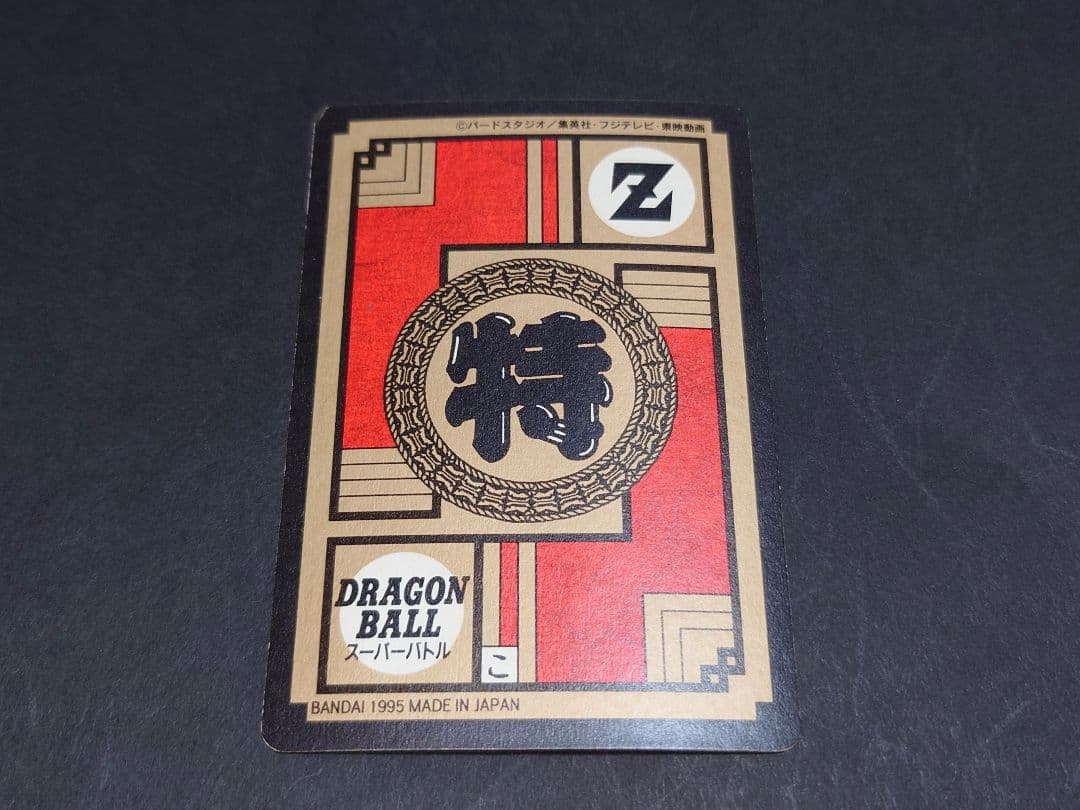 ©バードスタジオ/集英社・フジテレビ・東映動画
Z
特
DRAGON
BALL
スーパーバトル
こ
BANDAI 1995 MADE IN JAPAN